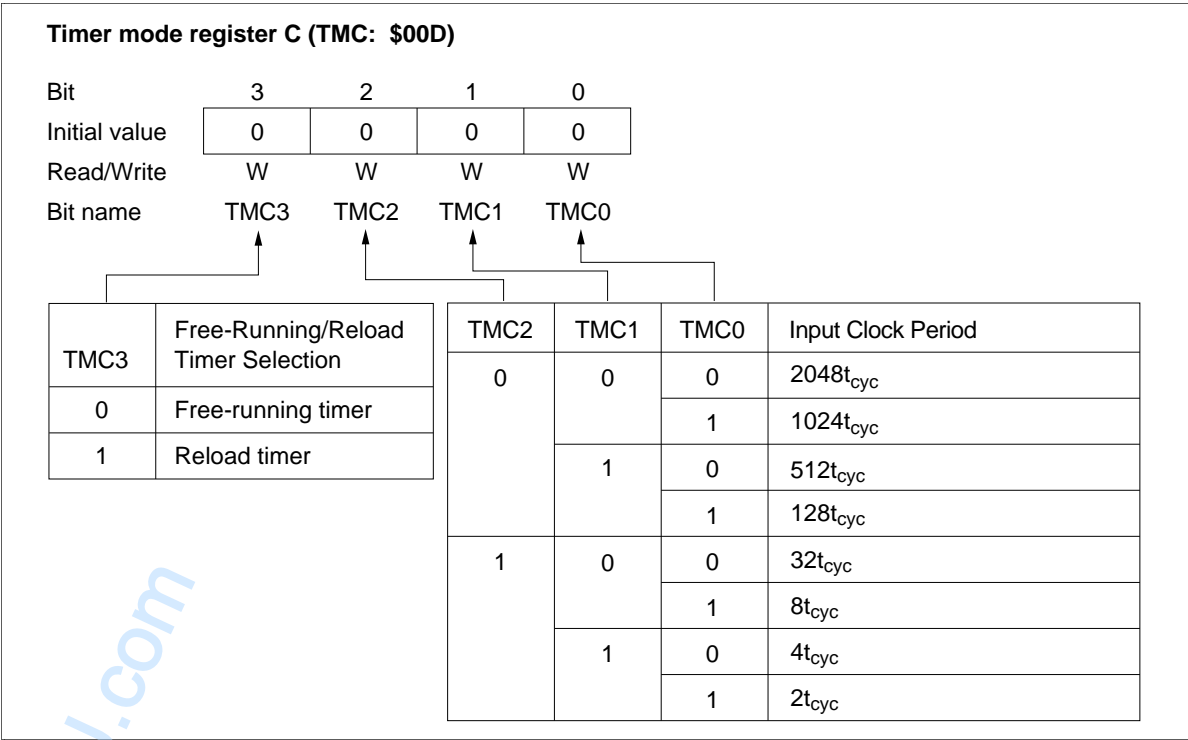 Timer mode register C (TMC: $00D)
Bit 3 2 1 0
Initial value 0 0 0 0
Read/Write W W W W
Bit name TMC3 TMC2 TMC1 TMC0
TMC3 Free-Running/Reload Timer Selection
0 Free-running timer
1 Reload timer
TMC2 TMC1 TMC0 Input Clock Period
0 0 0 2048tcyc
1 1024tcyc
1 0 512tcyc
1 128tcyc
1 0 0 32tcyc
1 8tcyc
1 0 4tcyc
1 2tcyc
.com